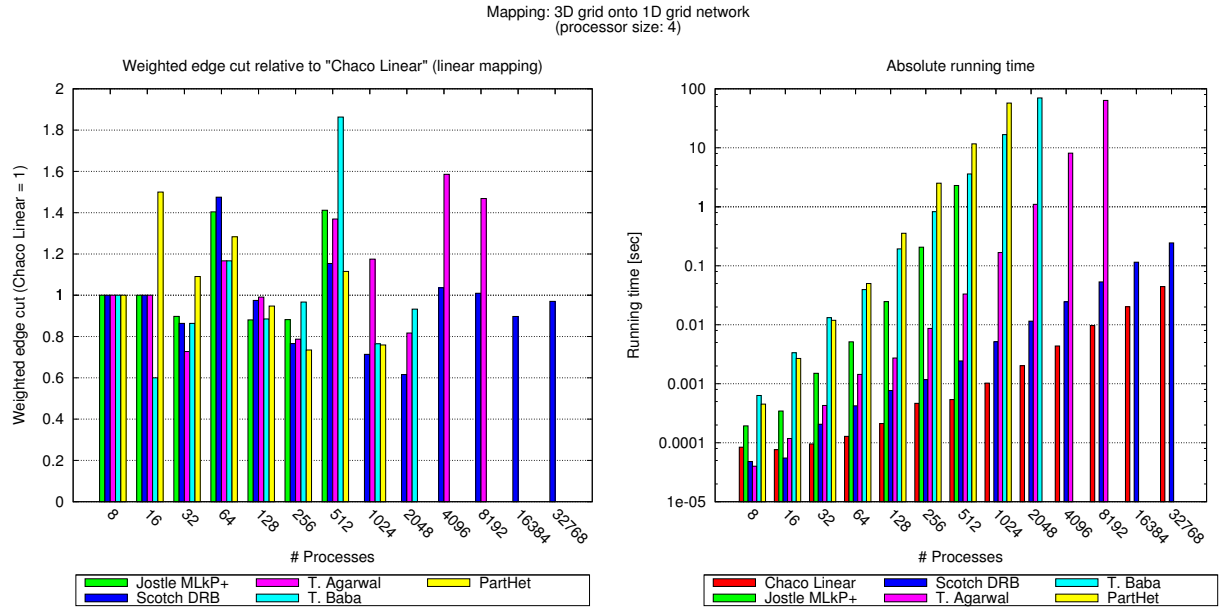 Mapping: 3D grid onto 1D grid network
(processor size: 4)
Weighted edge cut relative to "Chaco Linear" (linear mapping)
Weighted edge cut (Chaco Linear = 1)
2
1.8
1.6
1.4
1.2
1
0.8
0.6
0.4
0.2
0
8
16
32
64
128
256
512
1024
2048
4096
8192
16384
32768
# Processes
Jostle MLkP+
T. Agarwal
PartHet
Scotch DRB
T. Baba
Absolute running time
Running time [sec]
100
10
1
0.1
0.01
0.001
0.0001
1e-05
8
16
32
64
128
256
512
1024
2048
4096
8192
16384
32768
# Processes
Chaco Linear
Scotch DRB
T. Baba
Jostle MLkP+
T. Agarwal
PartHet